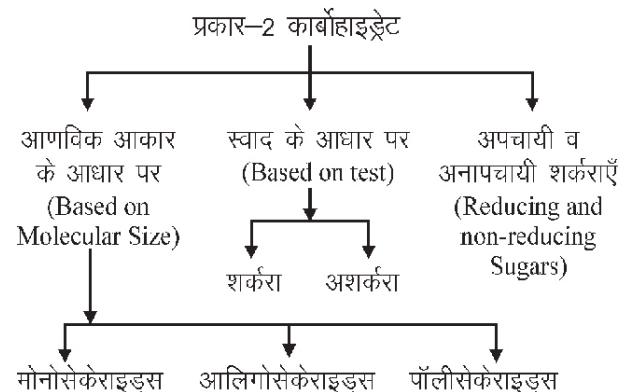 प्रकार–2 कार्बोहाइड्रेट
आणविक आकार
के आधार पर
(Based on
Molecular Size)
स्वाद के आधार पर
(Based on test)
अपचायी व
अनापचायी शर्कराएँ
(Reducing and
non-reducing
Sugars)
शर्करा अशर्करा
मोनोसेकेराइड्स आलिगोसेकेराइड्स पॉलीसेकेराइड्स